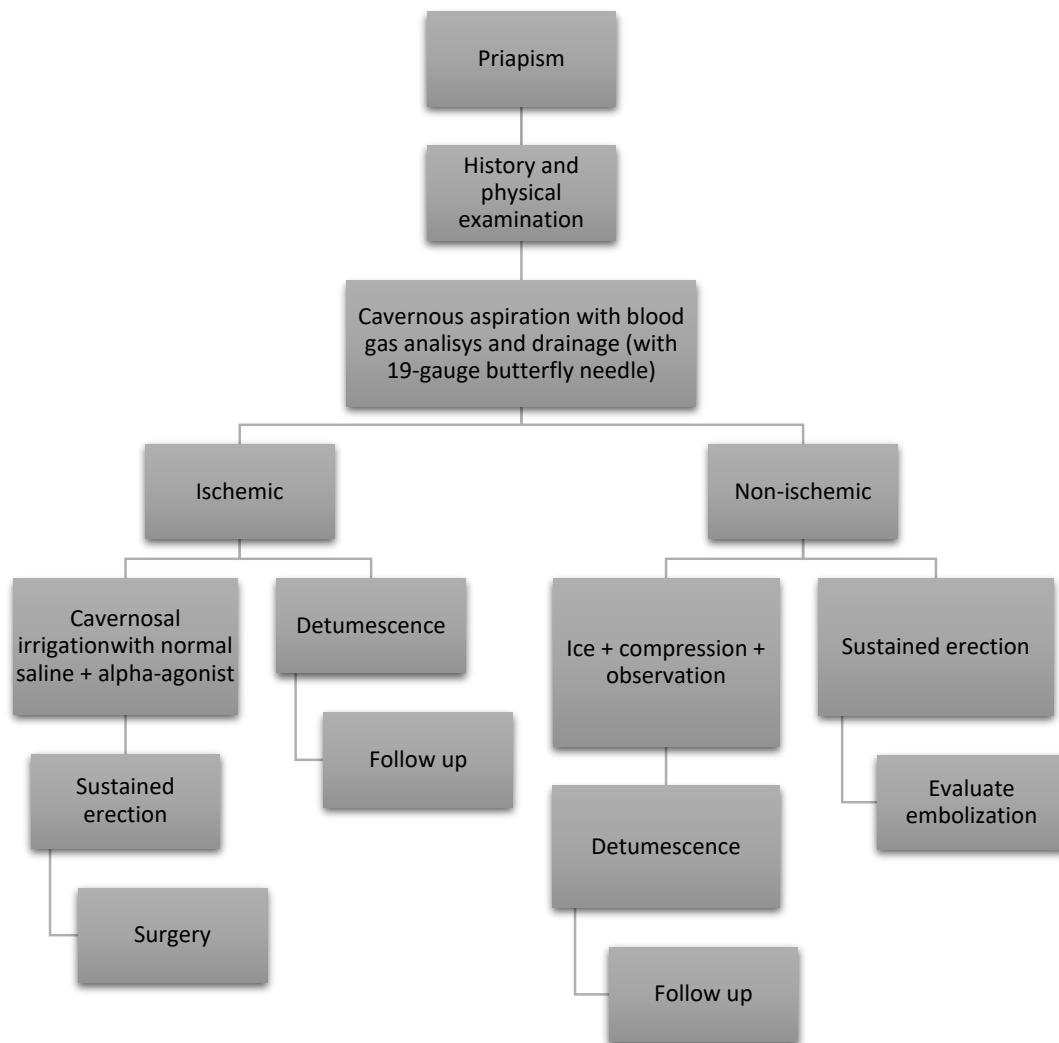 Priapism
History and
physical
examination
Cavernous aspiration with blood
gas analisys and drainage (with
19-gauge butterfly needle)
Ischemic
Non-ischemic
Cavernosal
irrigationwith normal
saline + alpha-agonist
Detumescence
Ice + compression +
observation
Sustained erection
Follow up
Sustained
erection
Evaluate
embolization
Detumescence
Surgery
Follow up